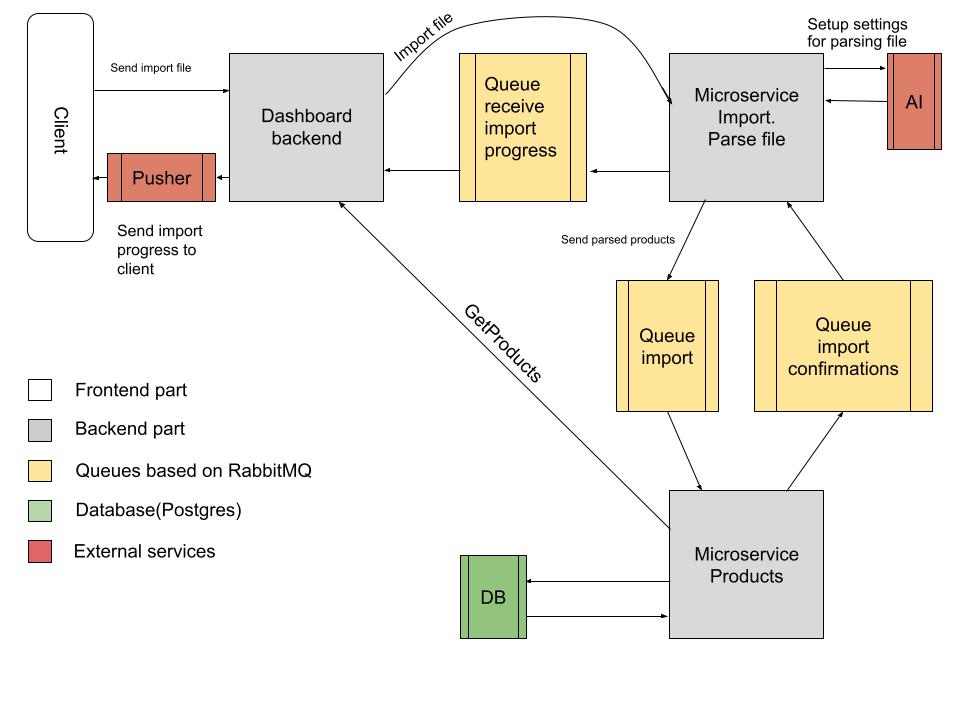 Setup settings
for parsing file
Import file
Send import file
Client
Dashboard
backend
Queue
receive
import
progress
Microservice
Import.
Parse file
AI
Pusher
Send import
progress to
client
Send parsed products
GetProducts
Queue
import
Queue
import
confirmations
Frontend part
Backend part
Queues based on RabbitMQ
Database(Postgres)
External services
Microservice
Products
DB